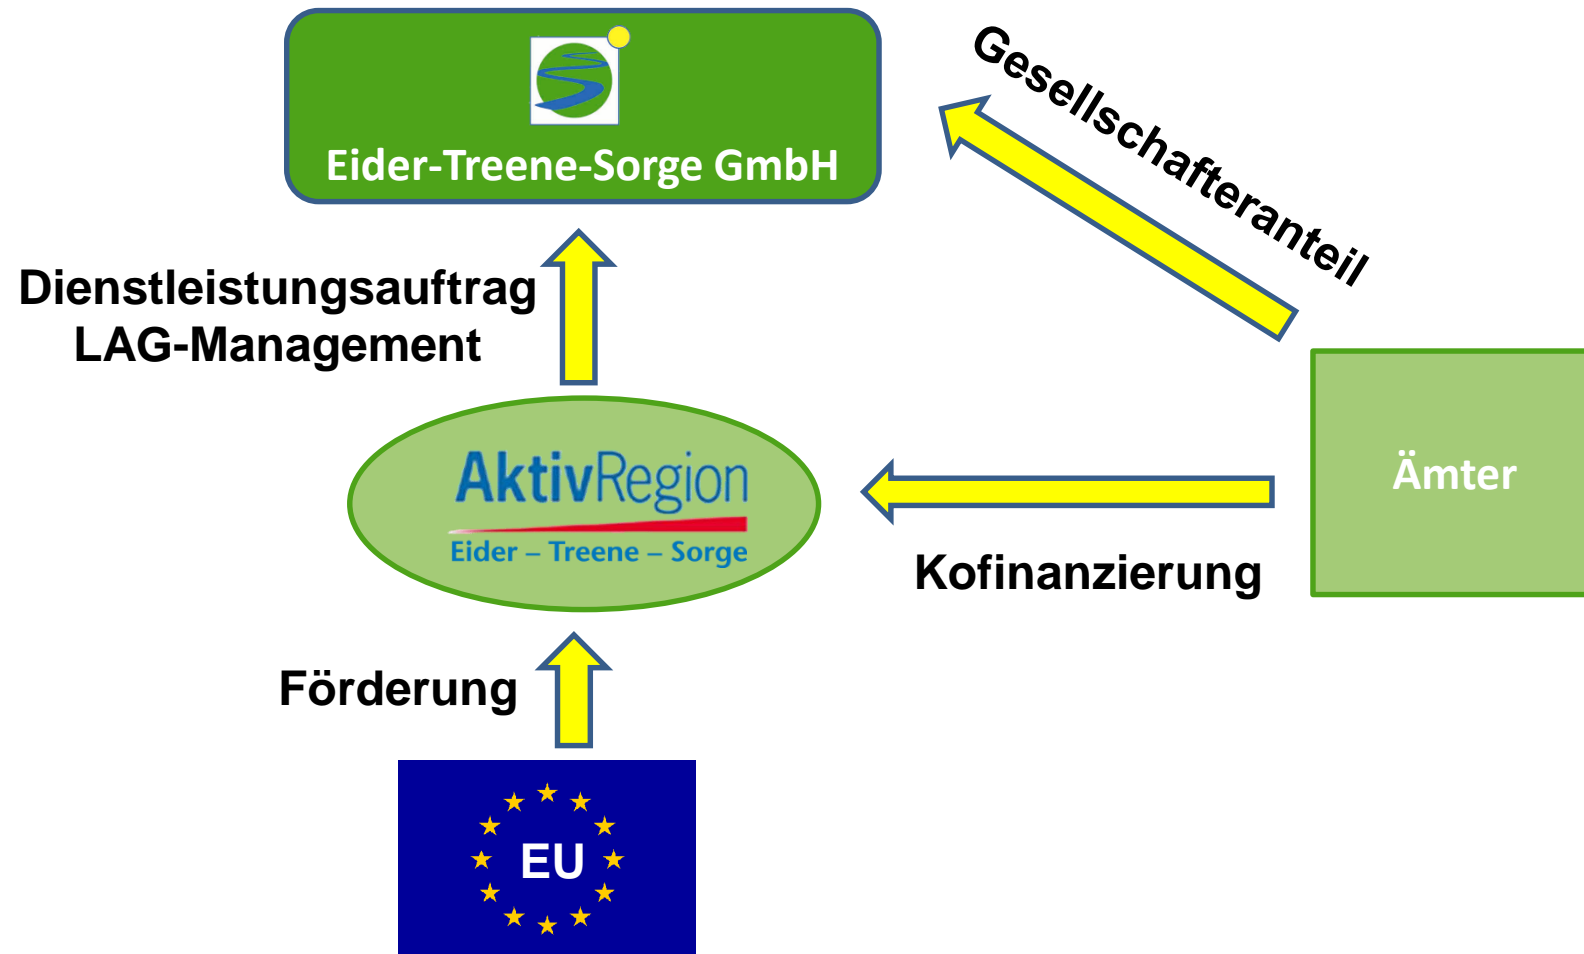 Eider-Treene-Sorge GmbH
Gesellschafteranteil
Dienstleistungsauftrag
LAG-Management
AktivRegion
Eider – Treene – Sorge
Ämter
Kofinanzierung
Förderung
EU